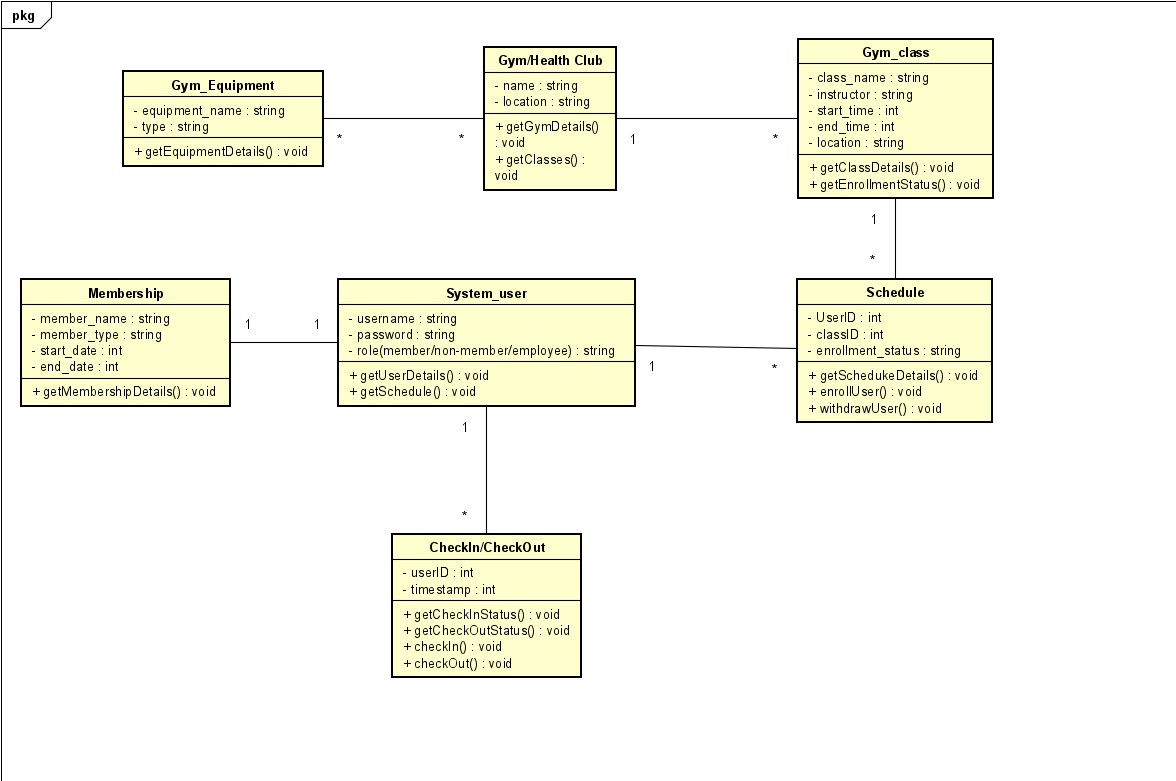 pkg
Gym_Equipment
- equipment_name : string
- type : string
+ getEquipmentDetails() : void
*
*
Gym/Health Club
- name : string
- location : string
+ getGymDetails()
: void
+ getClasses() :
void
1
*
Gym_class
- class_name : string
- instructor : string
- start_time : int
- end_time : int
- location : string
+ getClassDetails() : void
+ getEnrollmentStatus() : void
1
*
Membership
- member_name : string
- member_type : string
- start_date : int
- end_date : int
+ getMembershipDetails() : void
1
1
System_user
- username : string
- password : string
- role(member/non-member/employee) : string
+ getUserDetails() : void
+ getSchedule() : void
1
*
Schedule
- UserID : int
- classID : int
- enrollment_status : string
+ getSchedukeDetails() : void
+ enrollUser() : void
+ withdrawUser() : void
1
*
CheckIn/CheckOut
- userID : int
- timestamp : int
+ getCheckInStatus() : void
+ getCheckOutStatus() : void
+ checkIn() : void
+ checkOut() : void